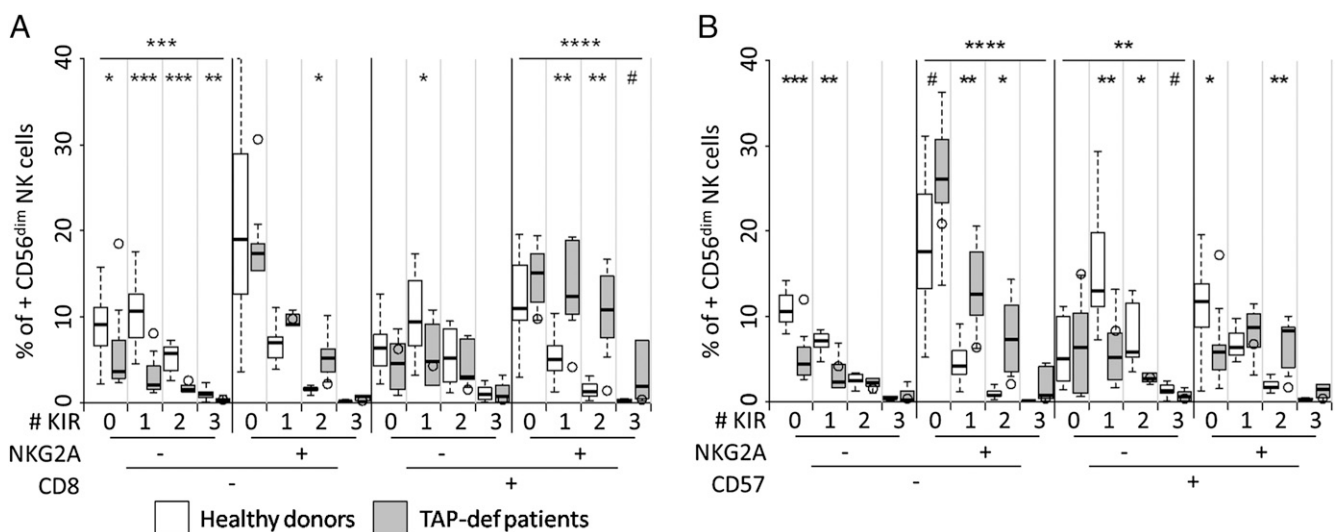 A
% of + CD56dim NK cells
40
30
20
10
0
***
****
* *** *** ** * * ** ** #
# KIR 0 1 2 3 0 1 2 3 0 1 2 3 0 1 2 3
NKG2A - + - +
CD8 - +
B
% of + CD56dim NK cells
40
30
20
10
0
****
**
*** ** # ** * ** * # * **
# KIR 0 1 2 3 0 1 2 3 0 1 2 3 0 1 2 3
NKG2A - + - +
CD57 - +
Healthy donors TAP-def patients